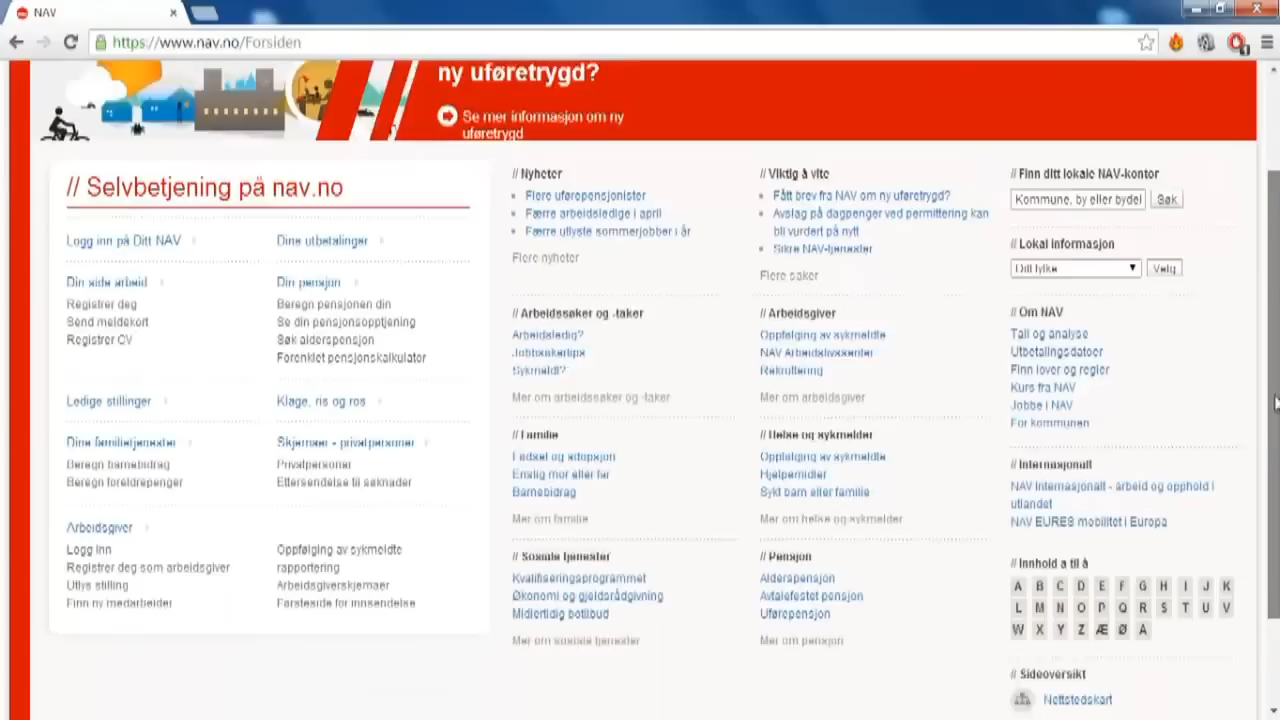 NAV
https://www.nav.no/Forsiden
ny uføretrygd?
Se mer informasjon om ny
uføretrygd
// Selvbetjening på nav.no
Logg inn på Ditt NAV
Dine utbetalinger
Din side arbeid
Registrer deg
Send meldekort
Registrer CV
Din pensjon
Beregn pensjonen din
Se din pensjonsopptjening
Søk alderspensjon
Forenklet pensjonskalkulator
Ledige stillinger
Klage, ris og ros
Dine familietjenester
Beregn barnebidrag
Beregn foreldrepenger
Skjemaer - privatpersoner
Privatpersoner
Ettersendelse til søknader
Arbeidsgiver
Logg inn
Registrer deg som arbeidsgiver
Utlys stilling
Finn ny medarbeider
Oppfølging av sykmeldte
rapportering
Arbeidsgiverskjemaer
Førsteside for innsendelse
// Nyheter
Flere uførepensjonister
Færre arbeidsledige i april
Færre utlyste sommerjobber i år
Flere nyheter
// Viktig å vite
Fått brev fra NAV om ny uføretrygd?
Avslag på dagpenger ved permittering kan
bli vurdert på nytt
Sikre NAV-tjenester
Flere saker
// Arbeidssøker og -taker
Arbeidsledig?
Jobbsøkertips
Sykmeldt?
Mer om arbeidssøker og -taker
// Arbeidsgiver
Oppfølging av sykmeldte
NAV Arbeidslivssenter
Rekruttering
Mer om arbeidsgiver
// Familie
Fødsel og adopsjon
Enslig mor eller far
Barnebidrag
Mer om familie
// Helse og sykmelder
Oppfølging av sykmeldte
Hjelpemidler
Sykt barn eller familie
Mer om helse og sykmelder
// Sosiale tjenester
Kvalifiseringsprogrammet
Økonomi og gjeldsrådgivning
Midlertidig botilbud
Mer om sosiale tjenester
// Pensjon
Alderspensjon
Avtalefestet pensjon
Uførepensjon
Mer om pensjon
// Finn ditt lokale NAV-kontor
Kommune, by eller bydel Søk
// Lokal informasjon
Ditt fylke Velg
// Om NAV
Tall og analyse
Utbetalingsdatoer
Finn lover og regler
Kurs fra NAV
Jobbe i NAV
For kommunen
// Internasjonalt
NAV Internasjonalt - arbeid og opphold i
utlandet
NAV EURES mobilitet i Europa
// Innhold a til å
A B C D E F G H I J K
L M N O P Q R S T U V
W X Y Z Æ Ø Å
// Sideoversikt
Nettstedskart